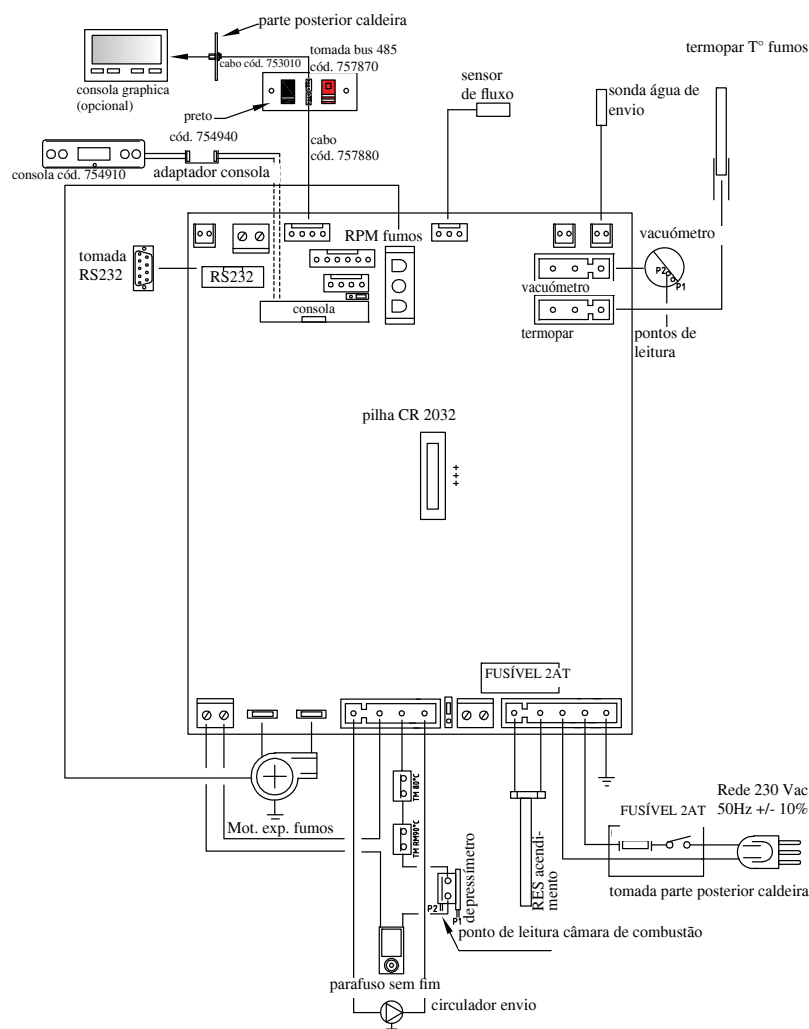 parte posterior caldeira
cabo cód. 753010
tomada bus 485
cód. 757870
consola graphica
(opcional)
preto
cód. 754940
cabo
cód. 757880
consola cód. 754910
adaptador consola
sensor
de fluxo
termopar T° fumos
sonda água de
envio
tomada
RS232
RS232
RPM fumos
consola
vacuómetro
P2
P1
vacuómetro
termopar
pontos de
leitura
pilha CR 2032
+++
FUSÍVEL 2AT
Mot. exp. fumos
TM 80°C
TM RM90°C
depressímetro
P2
P1
RES acendi-
mento
FUSÍVEL 2AT
Rede 230 Vac
50Hz +/- 10%
tomada parte posterior caldeira
ponto de leitura câmara de combustão
parafuso sem fim
circulador envio